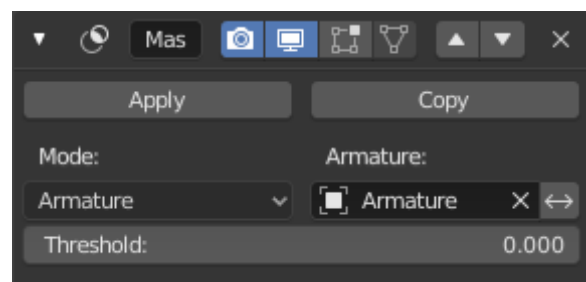 Mas
Apply Copy
Mode: Armature:
Armature Armature
Threshold: 0.000